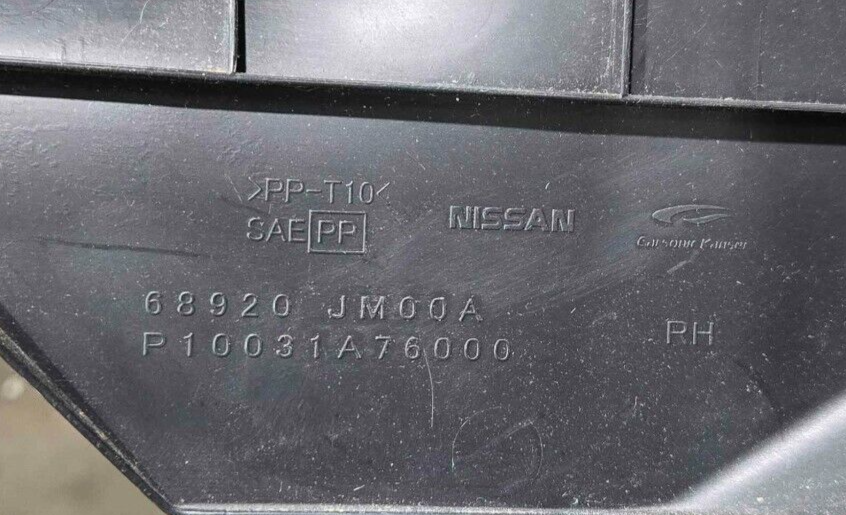 >PP-T10<
SAE PP
NISSAN
Calsonic Kansei
68920 JM00A
P10031A76000
RH